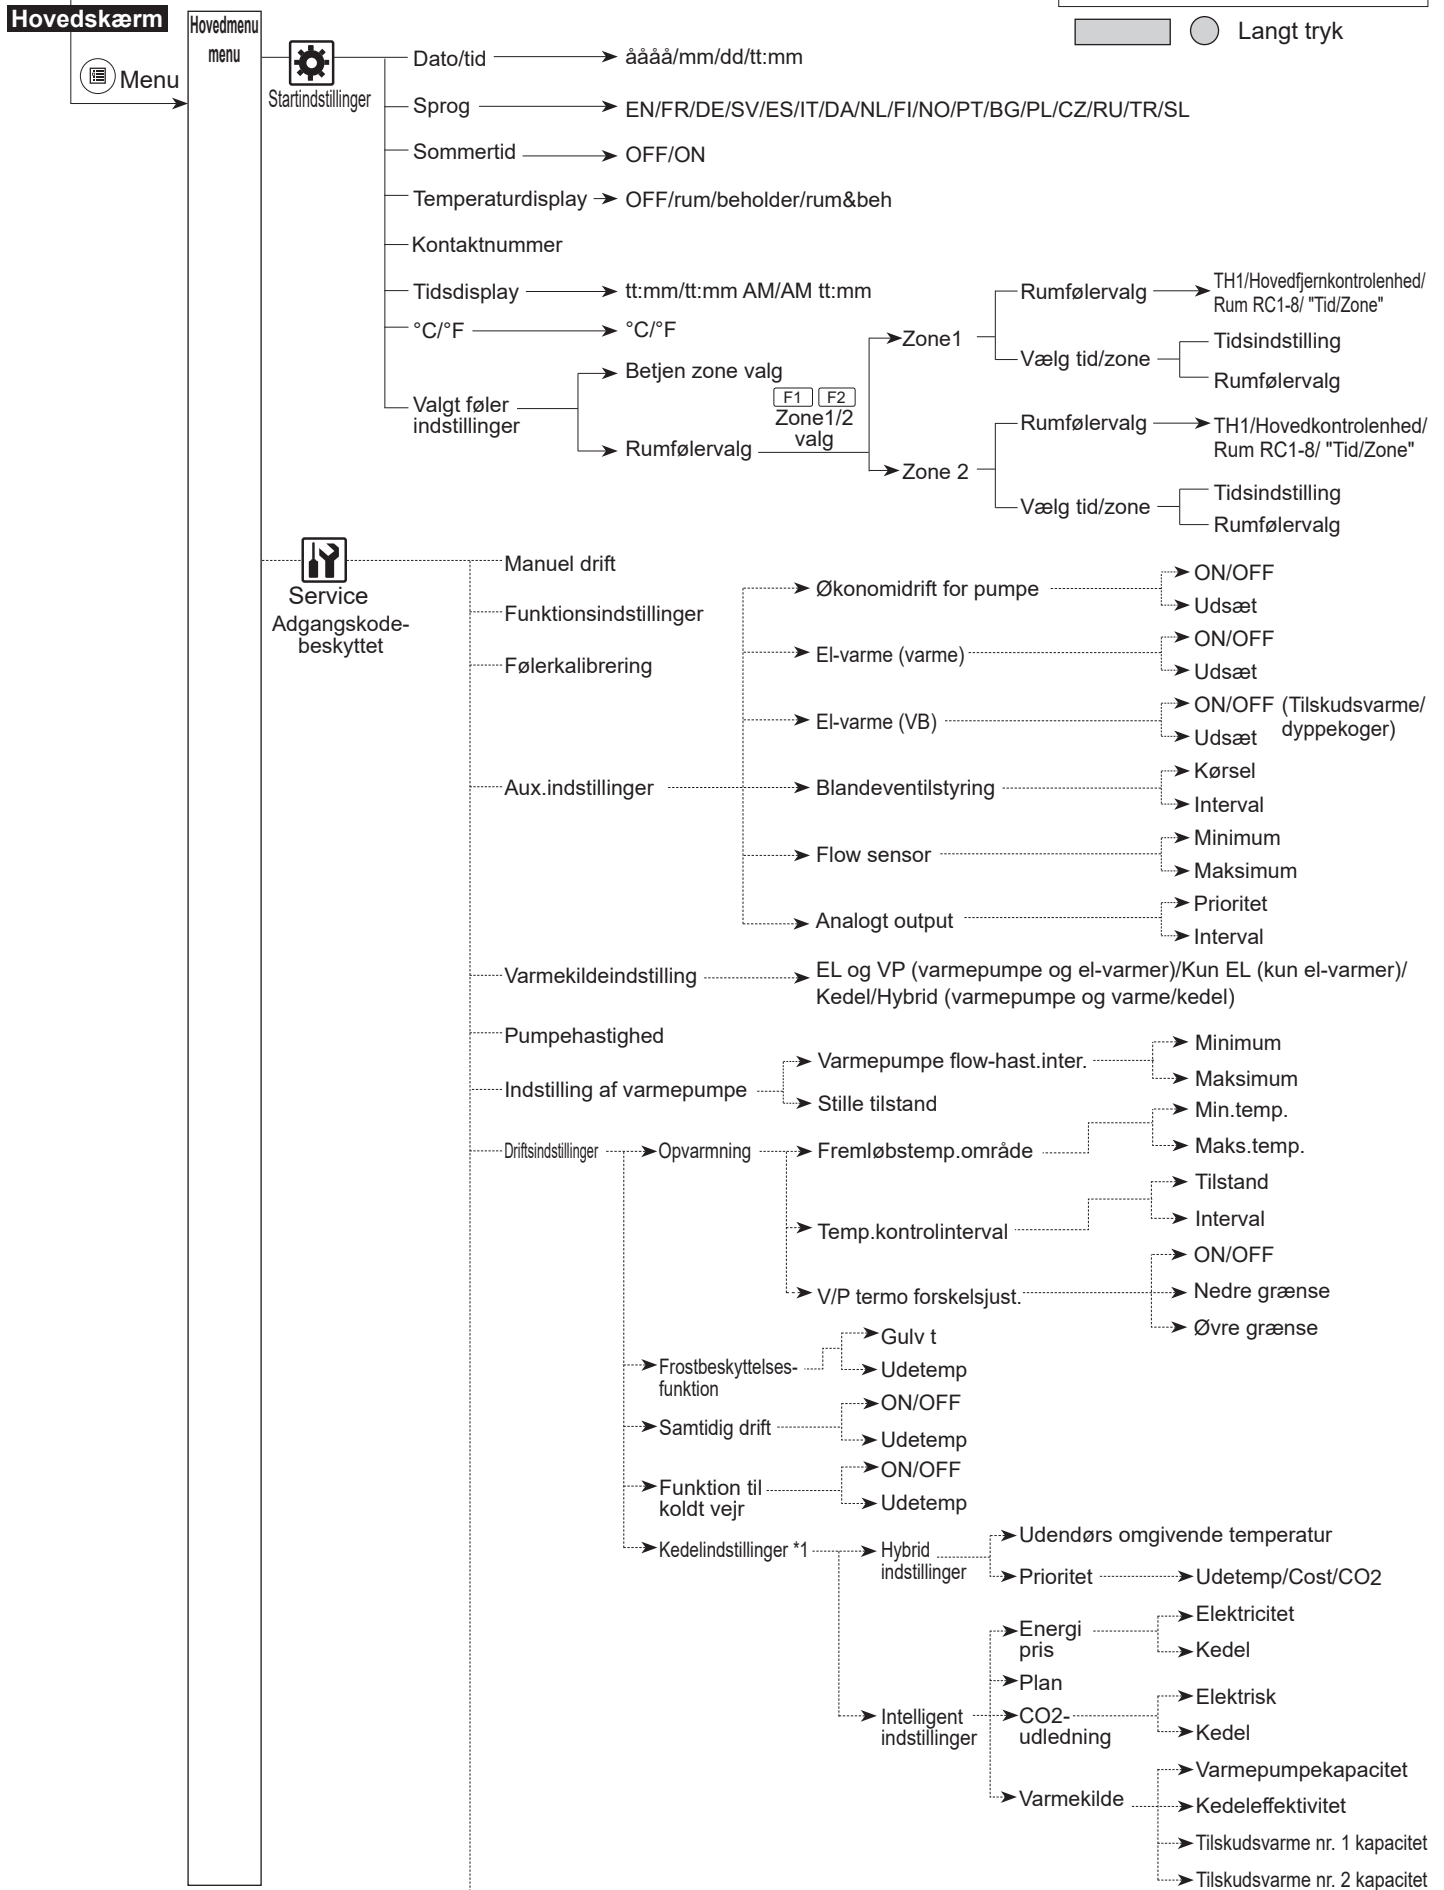 Hovedskærm
Langt tryk
Hovedmenu
menu
Menu
Startindstillinger
Dato/tid
åååå/mm/dd/tt:mm
Sprog
EN/FR/DE/SV/ES/IT/DA/NL/FI/NO/PT/BG/PL/CZ/RU/TR/SL
Sommertid
OFF/ON
Temperaturdisplay
OFF/rum/beholder/rum&beh
Kontaktnummer
Tidsdisplay
tt:mm/tt:mm AM/AM tt:mm
°C/°F
°C/°F
Valgt føler
indstillinger
Betjen zone valg
Rumfølervalg
F1 F2
Zone1/2
valg
Zone1
Rumfølervalg
TH1/Hovedfjernkontrolenhed/
Rum RC1-8/ "Tid/Zone"
Vælg tid/zone
Tidsindstilling
Rumfølervalg
Zone 2
Rumfølervalg
TH1/Hovedkontrolenhed/
Rum RC1-8/ "Tid/Zone"
Vælg tid/zone
Tidsindstilling
Rumfølervalg
Service
Adgangskode-
beskyttet
Manuel drift
Funktionsindstillinger
Følerkalibrering
Aux.indstillinger
Økonomidrift for pumpe
ON/OFF
Udsæt
El-varme (varme)
ON/OFF
Udsæt
El-varme (VB)
ON/OFF (Tilskudsvarme/
Udsæt dyppekoger)
Blandeventilstyring
Kørsel
Interval
Flow sensor
Minimum
Maksimum
Analogt output
Prioritet
Interval
Varmekildeindstilling
EL og VP (varmepumpe og el-varmer)/Kun EL (kun el-varmer)/
Kedel/Hybrid (varmepumpe og varme/kedel)
Pumpehastighed
Indstilling af varmepumpe
Varmepumpe flow-hast.inter.
Minimum
Maksimum
Stille tilstand
Driftsindstillinger
Opvarmning
Fremløbstemp.område
Min.temp.
Maks.temp.
Temp.kontrolinterval
Tilstand
Interval
V/P termo forskelsjust.
ON/OFF
Nedre grænse
Øvre grænse
Frostbeskyttelses-
funktion
Gulv t
Udetemp
Samtidig drift
ON/OFF
Udetemp
Funktion til
koldt vejr
ON/OFF
Udetemp
Kedelindstillinger *1
Hybrid
indstillinger
Udendørs omgivende temperatur
Prioritet
Udetemp/Cost/CO2
Intelligent
indstillinger
Energi
pris
Elektricitet
Kedel
Plan
CO2-
udledning
Elektrisk
Kedel
Varmekilde
Varmepumpekapacitet
Kedeleffektivitet
Tilskudsvarme nr. 1 kapacitet
Tilskudsvarme nr. 2 kapacitet